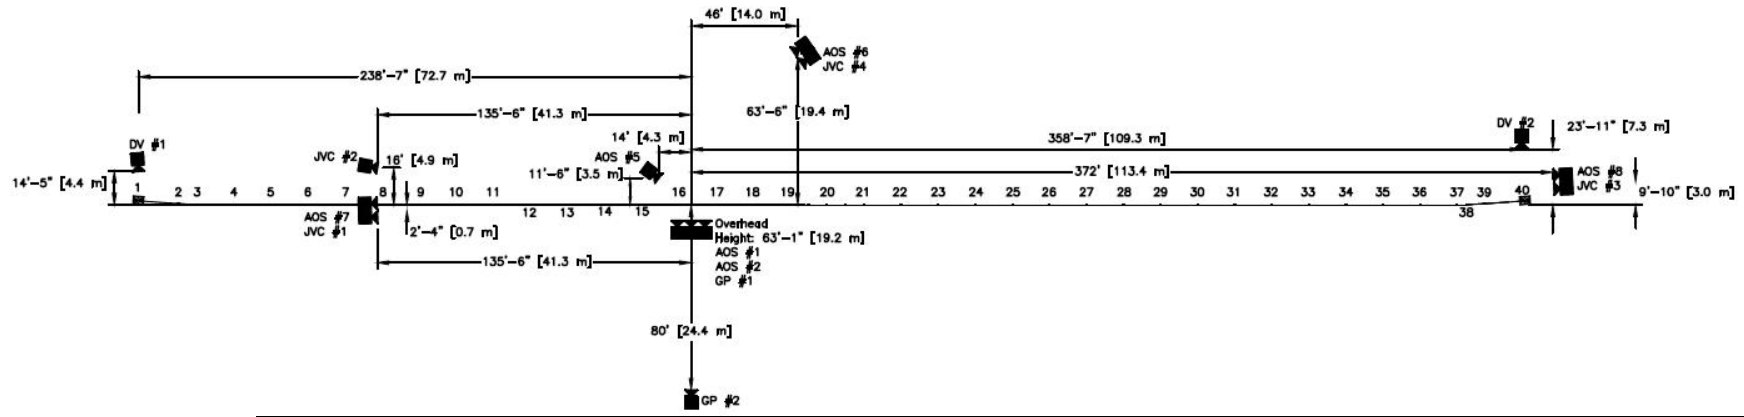 46' [14.0 m]
AOS #6
JVC #4
238'-7" [72.7 m]
135'-6" [41.3 m]
63'-6" [19.4 m]
DV #1
JVC #2
16' [4.9 m]
14' [4.3 m]
AOS #5
11'-6" [3.5 m]
358'-7" [109.3 m]
DV #2
23'-11" [7.3 m]
372' [113.4 m]
AOS #8
JVC #3
9'-10" [3.0 m]
14'-5" [4.4 m]
1 2 3 4 5 6 7 8 9 10 11 12 13 14 15 16 17 18 19 20 21 22 23 24 25 26 27 28 29 30 31 32 33 34 35 36 37 38 39 40
AOS #7
JVC #1
2'-4" [0.7 m]
135'-6" [41.3 m]
Overhead
Height: 63'-1" [19.2 m]
AOS #1
AOS #2
GP #1
80' [24.4 m]
GP #2